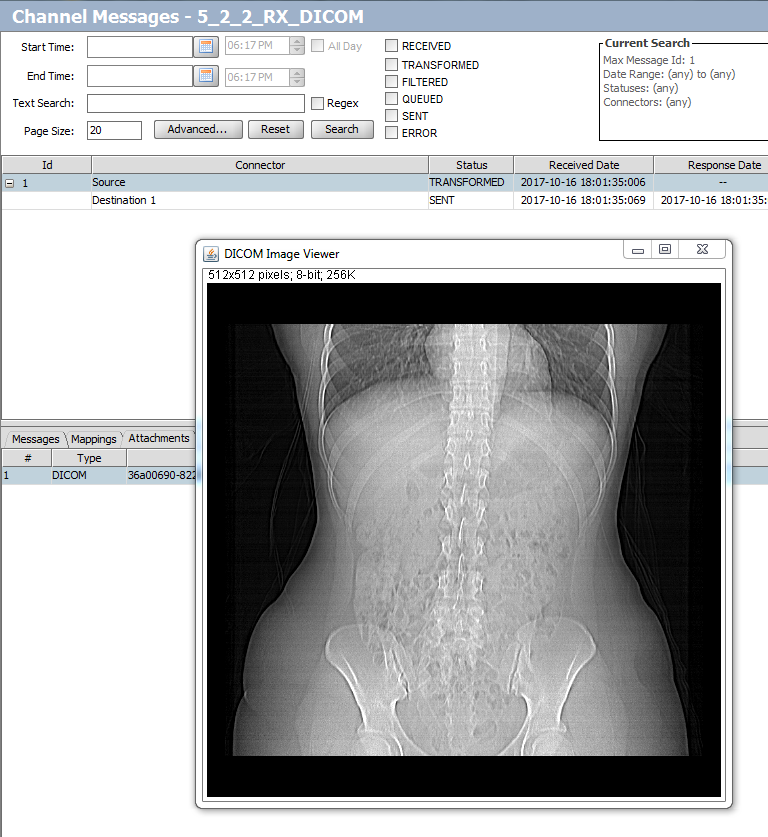 Channel Messages - 5_2_2_RX_DICOM
Start Time: 06:17 PM All Day
End Time: 06:17 PM
Text Search: Regex
Page Size: 20 Advanced... Reset Search
RECEIVED
TRANSFORMED
FILTERED
QUEUED
SENT
ERROR
Current Search
Max Message Id: 1
Date Range: (any) to (any)
Statuses: (any)
Connectors: (any)
Id Connector Status Received Date Response Date
1 Source TRANSFORMED 2017-10-16 18:01:35:006 --
Destination 1 SENT 2017-10-16 18:01:35:069 2017-10-16 18:01:35:
DICOM Image Viewer
512x512 pixels; 8-bit; 256K
Messages Mappings Attachments
# Type
1 DICOM 36a00690-822